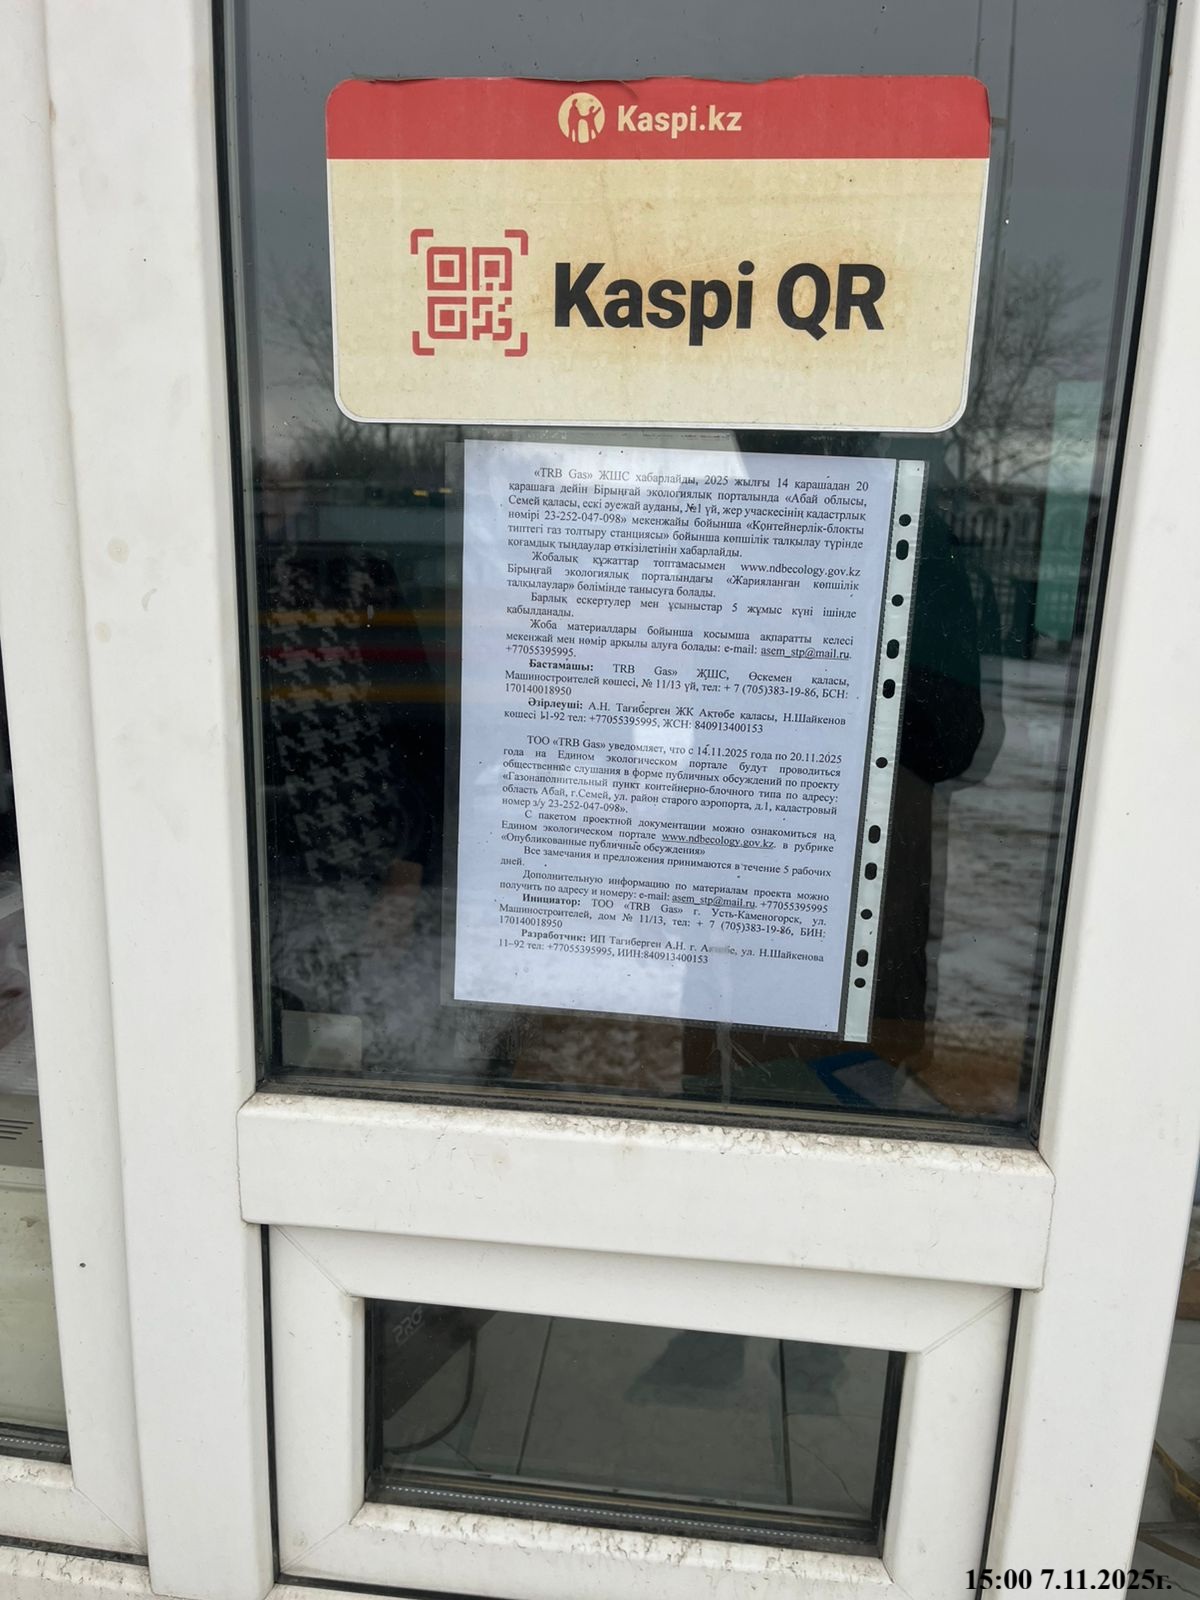 Kaspi.kz
Kaspi QR
«TRB Gas» ЖШС хабарлайды, 2025 жылғы 14 қарашадан 20
қарашаға дейін Бірыңғай экологиялық порталында «Абай облысы,
Семей қаласы, ескі әуежай ауданы, №1 үй, жер учаскесінің кадастрлық
нөмірі 23-252-047-098» мекенжайы бойынша «Контейнерлік-блокты
типтегі газ толтыру станциясы» бойынша көпшілік талқылау түрінде
қоғамдық тыңдаулар өткізілетінін хабарлайды.
Жобалық құжаттар топтамасымен www.ndbecology.gov.kz
Бірыңғай экологиялық порталындағы «Жарияланған көпшілік
талқылаулар» бөлімінде танысуға болады.
Барлық ескертулер мен ұсыныстар 5 жұмыс күні ішінде
қабылданады.
Жоба материалдары бойынша қосымша ақпаратты келесі
мекенжай мен нөмір арқылы алуға болады: e-mail: asem_stp@mail.ru.
+77055395995.
Бастамашы: TRB Gas» ЖШС, Өскемен қаласы,
Машиностроителей көшесі, № 11/13 үй, тел: + 7 (705)383-19-86, БСН:
170140018950
Әзірлеуші: А.Н. Тагиберген ЖК Ақтөбе қаласы, Н.Шайкенов
көшесі 11-92 тел: +77055395995, ЖСН: 840913400153
ТОО «TRB Gas» уведомляет, что с 14.11.2025 года по 20.11.2025
года на Едином экологическом портале будут проводиться
общественные слушания в форме публичных обсуждений по проекту
«Газонаполнительный пункт контейнерно-блочного типа по адресу:
область Абай, г.Семей, ул. район старого аэропорта, д.1, кадастровый
номер з/у 23-252-047-098».
С пакетом проектной документации можно ознакомиться на
Едином экологическом портале www.ndbecology.gov.kz. в рубрике
«Опубликованные публичные обсуждения»
Все замечания и предложения принимаются в течение 5 рабочих
дней.
Дополнительную информацию по материалам проекта можно
получить по адресу и номеру: e-mail: asem_stp@mail.ru. +77055395995
Инициатор: ТОО «TRB Gas» г. Усть-Каменогорск, ул.
Машиностроителей, дом № 11/13, тел: + 7 (705)383-19-86, БИН:
170140018950
Разработчик: ИП Тагиберген А.Н. г. Актобе, ул. Н.Шайкенова
11–92 тел: +77055395995, ИИН:840913400153
PRO
15:00 7.11.2025г.